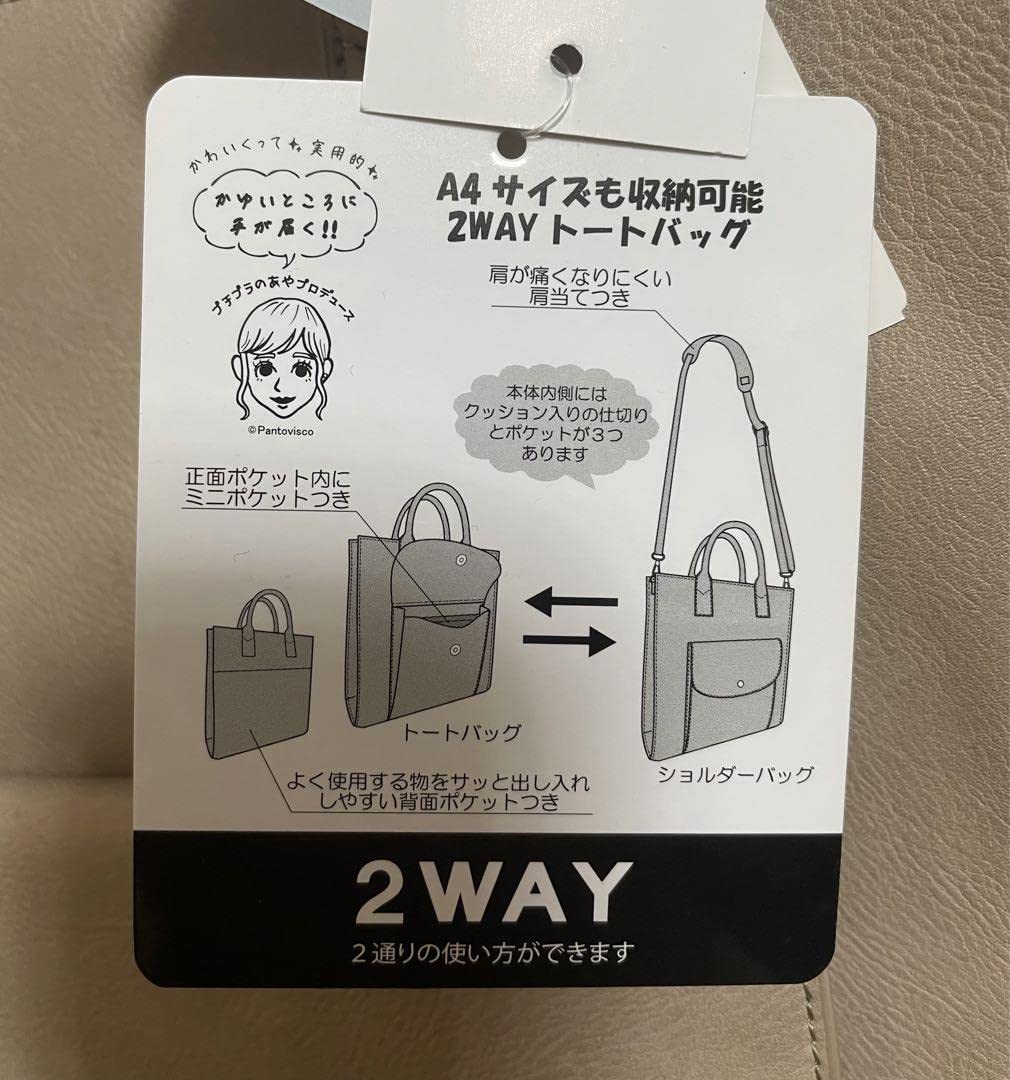 かわいくって実用的
かゆいところに
手が届く!!
プチプラのあやプロデュース
©Pantovisco
A4サイズも収納可能
2WAYトートバッグ
肩が痛くなりにくい
肩当てつき
本体内側には
クッション入りの仕切り
とポケットが3つ
あります
正面ポケット内に
ミニポケットつき
トートバッグ
ショルダーバッグ
よく使用する物をサッと出し入れ
しやすい背面ポケットつき
2WAY
2通りの使い方ができます